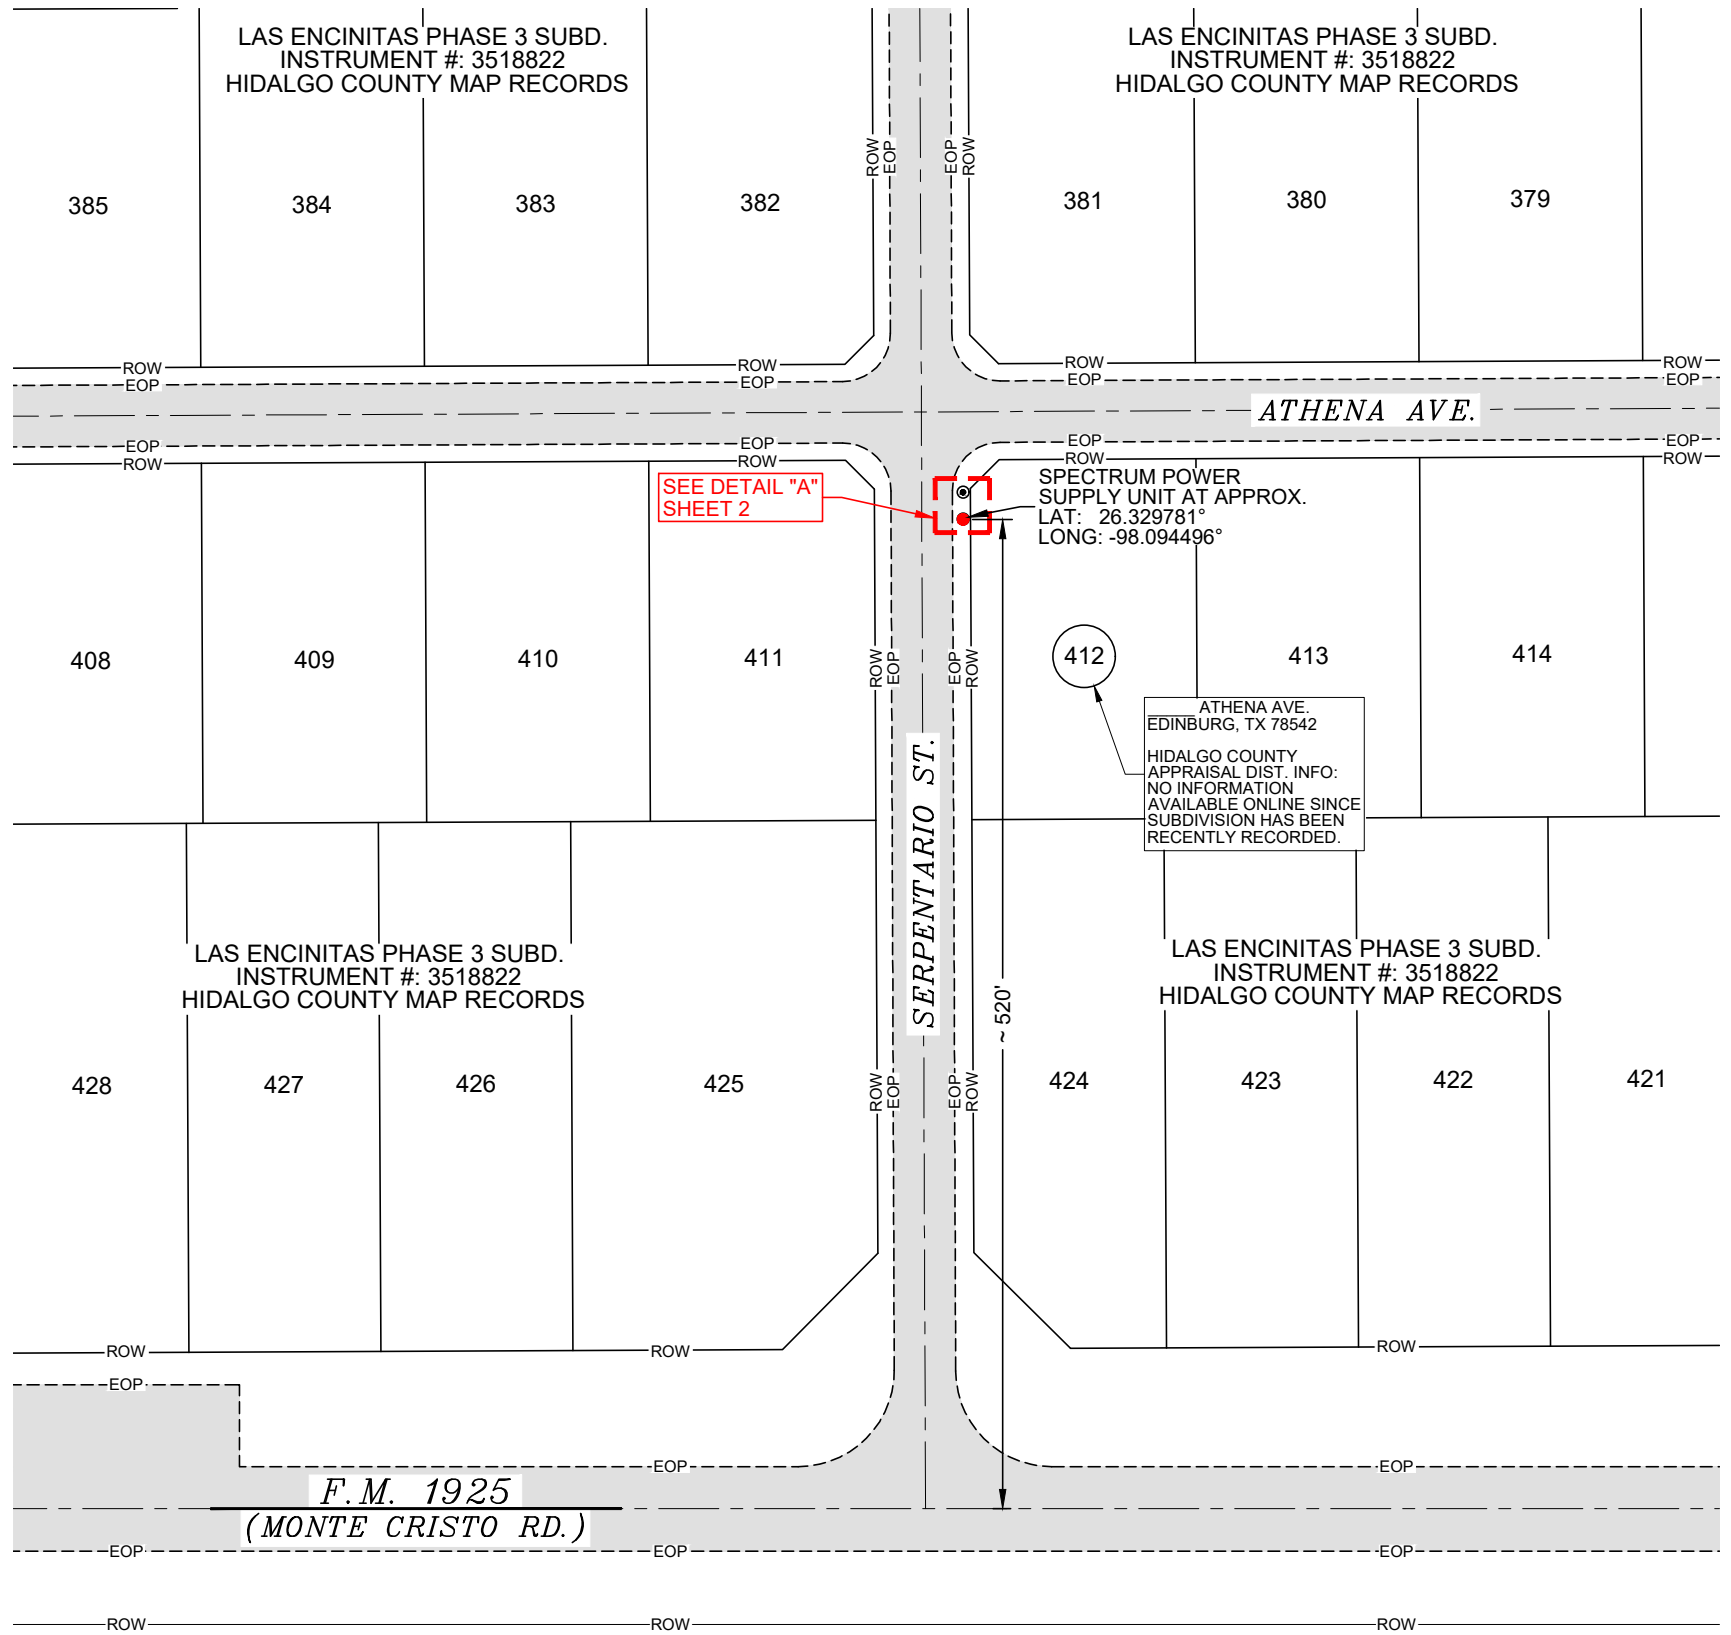 LAS ENCINITAS PHASE 3 SUBD.
INSTRUMENT #: 3518822
HIDALGO COUNTY MAP RECORDS
LAS ENCINITAS PHASE 3 SUBD.
INSTRUMENT #: 3518822
HIDALGO COUNTY MAP RECORDS
ROW
EOP
EOP
ROW
385
384
383
382
381
380
379
ROW
EOP
ROW
EOP
ROW
EOP
ROW
EOP
ATHENA AVE.
EOP
ROW
EOP
ROW
EOP
ROW
EOP
ROW
SEE DETAIL "A"
SHEET 2
SPECTRUM POWER
SUPPLY UNIT AT APPROX.
LAT: 26.329781°
LONG: -98.094496°
408
409
410
411
ROW
EOP
EOP
ROW
412
413
414
_____ ATHENA AVE.
EDINBURG, TX 78542
HIDALGO COUNTY
APPRAISAL DIST. INFO:
NO INFORMATION
AVAILABLE ONLINE SINCE
SUBDIVISION HAS BEEN
RECENTLY RECORDED.
SERPENTARIO ST.
LAS ENCINITAS PHASE 3 SUBD.
INSTRUMENT #: 3518822
HIDALGO COUNTY MAP RECORDS
LAS ENCINITAS PHASE 3 SUBD.
INSTRUMENT #: 3518822
HIDALGO COUNTY MAP RECORDS
~ 520'
428
427
426
425
ROW
EOP
EOP
ROW
424
423
422
421
ROW
ROW
ROW
EOP
EOP
EOP
F.M. 1925
(MONTE CRISTO RD.)
EOP
EOP
EOP
ROW
ROW
ROW